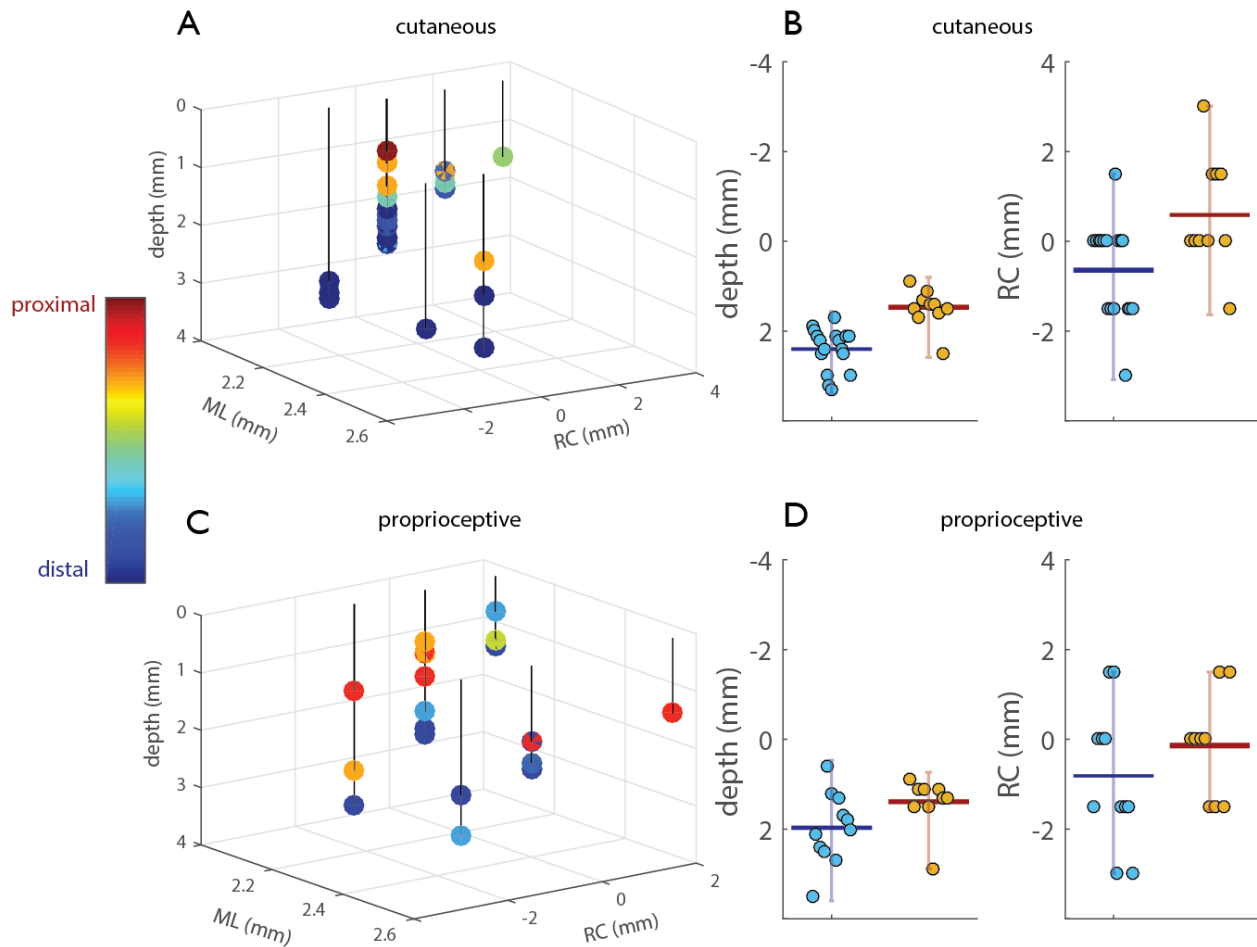 A
cutaneous
0
1
2
3
4
depth (mm)
2.2
2.4
2.6
ML (mm)
-2
0
2
4
RC (mm)
B
cutaneous
-4
-2
0
2
depth (mm)
4
2
0
-2
RC (mm)
proximal
distal
C
proprioceptive
0
1
2
3
4
depth (mm)
2.2
2.4
2.6
ML (mm)
-2
0
2
RC (mm)
D
proprioceptive
-4
-2
0
2
depth (mm)
4
2
0
-2
RC (mm)